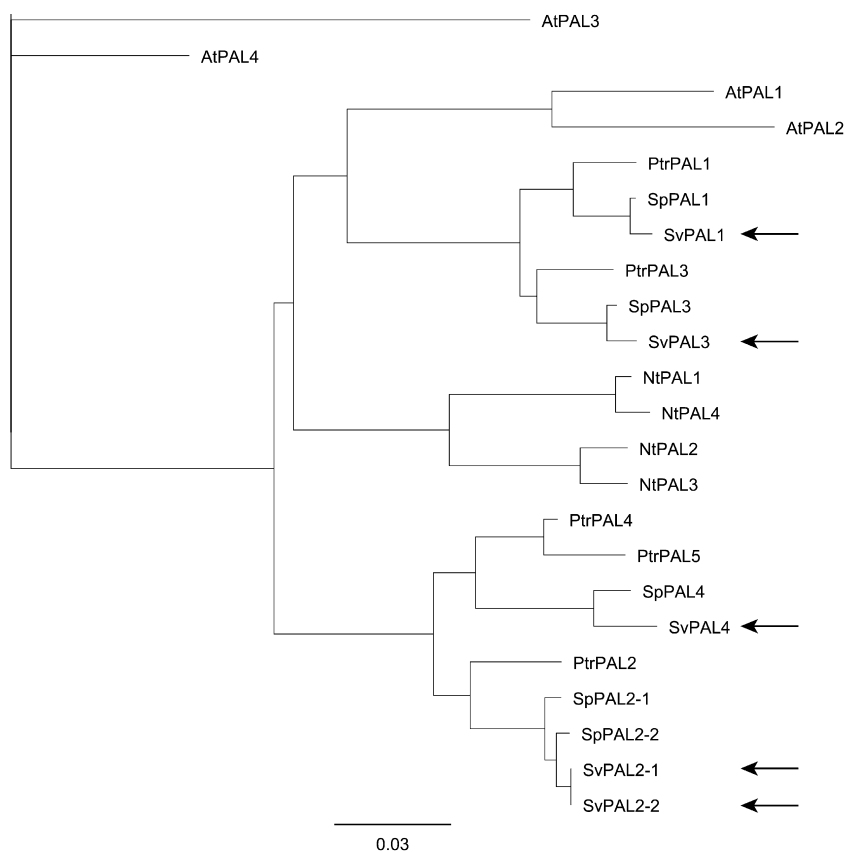 AtPAL3
AtPAL4
AtPAL1
AtPAL2
PtrPAL1
SpPAL1
SvPAL1
PtrPAL3
SpPAL3
SvPAL3
NtPAL1
NtPAL4
NtPAL2
NtPAL3
PtrPAL4
PtrPAL5
SpPAL4
SvPAL4
PtrPAL2
SpPAL2-1
SpPAL2-2
SvPAL2-1
SvPAL2-2
0.03